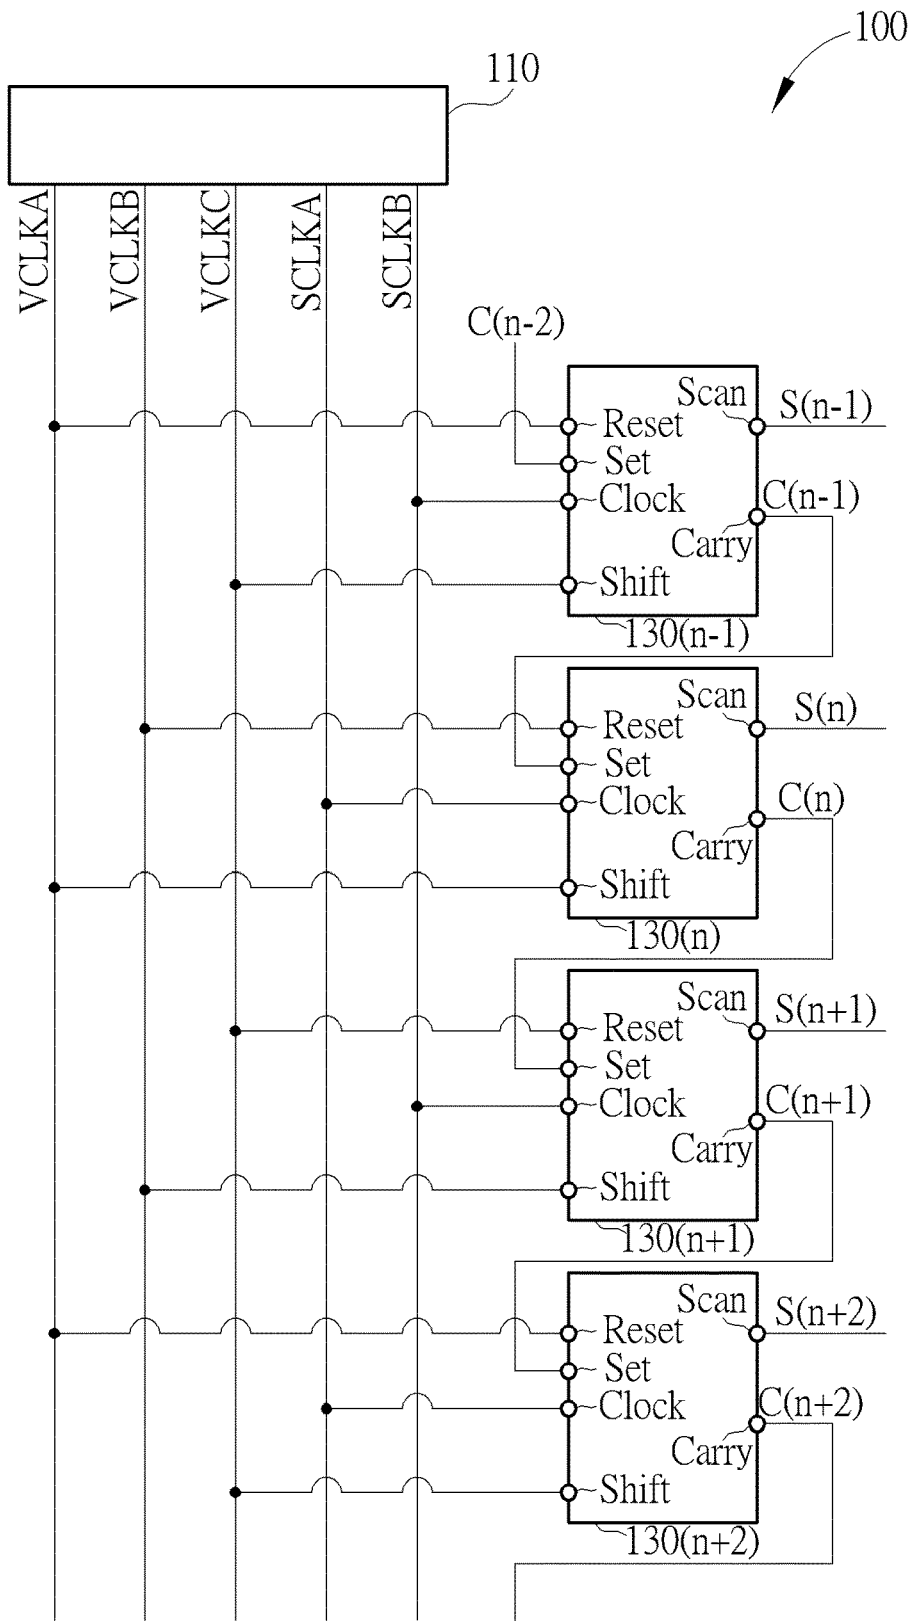 100
110
VCLKA
VCLKB
VCLKC
SCLKA
SCLKB
C(n-2)
Scan
S(n-1)
Reset
Set
Clock
C(n-1)
Carry
Shift
130(n-1)
Scan
S(n)
Reset
Set
Clock
C(n)
Carry
Shift
130(n)
Scan
S(n+1)
Reset
Set
Clock
C(n+1)
Carry
Shift
130(n+1)
Scan
S(n+2)
Reset
Set
Clock
C(n+2)
Carry
Shift
130(n+2)